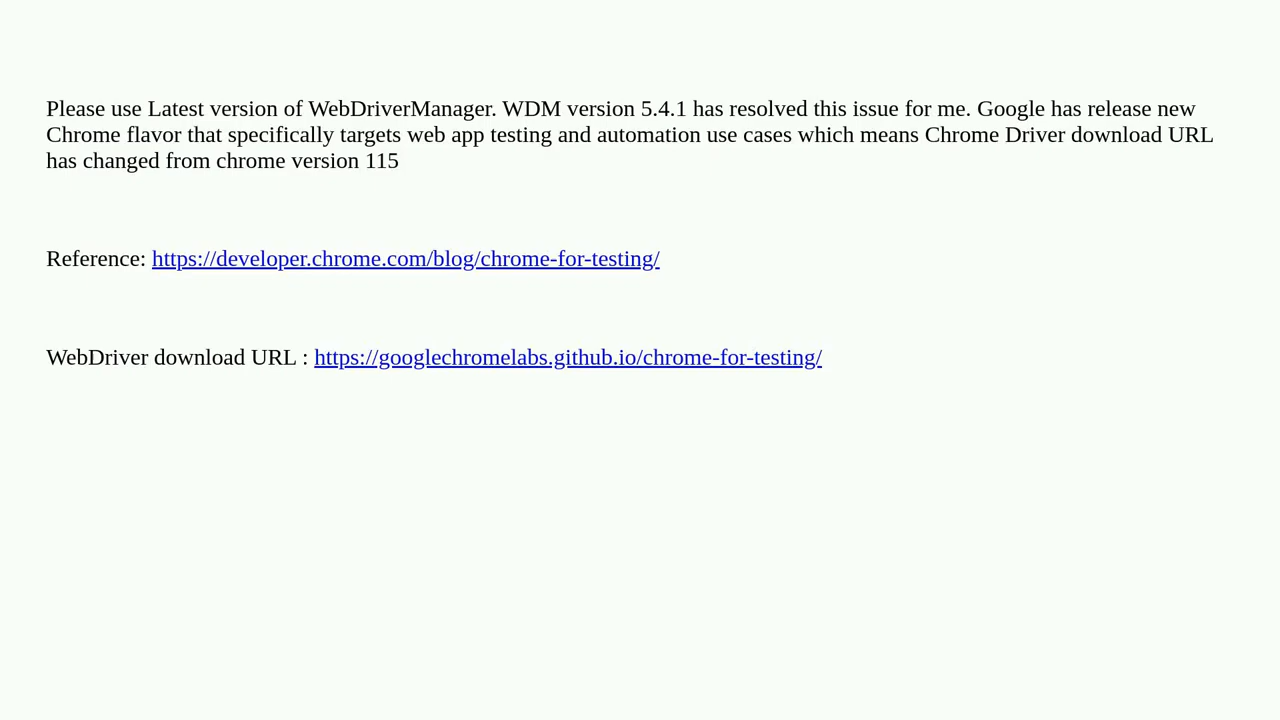 Please use Latest version of WebDriverManager. WDM version 5.4.1 has resolved this issue for me. Google has release new
Chrome flavor that specifically targets web app testing and automation use cases which means Chrome Driver download URL
has changed from chrome version 115
Reference: https://developer.chrome.com/blog/chrome-for-testing/
WebDriver download URL : https://googlechromelabs.github.io/chrome-for-testing/